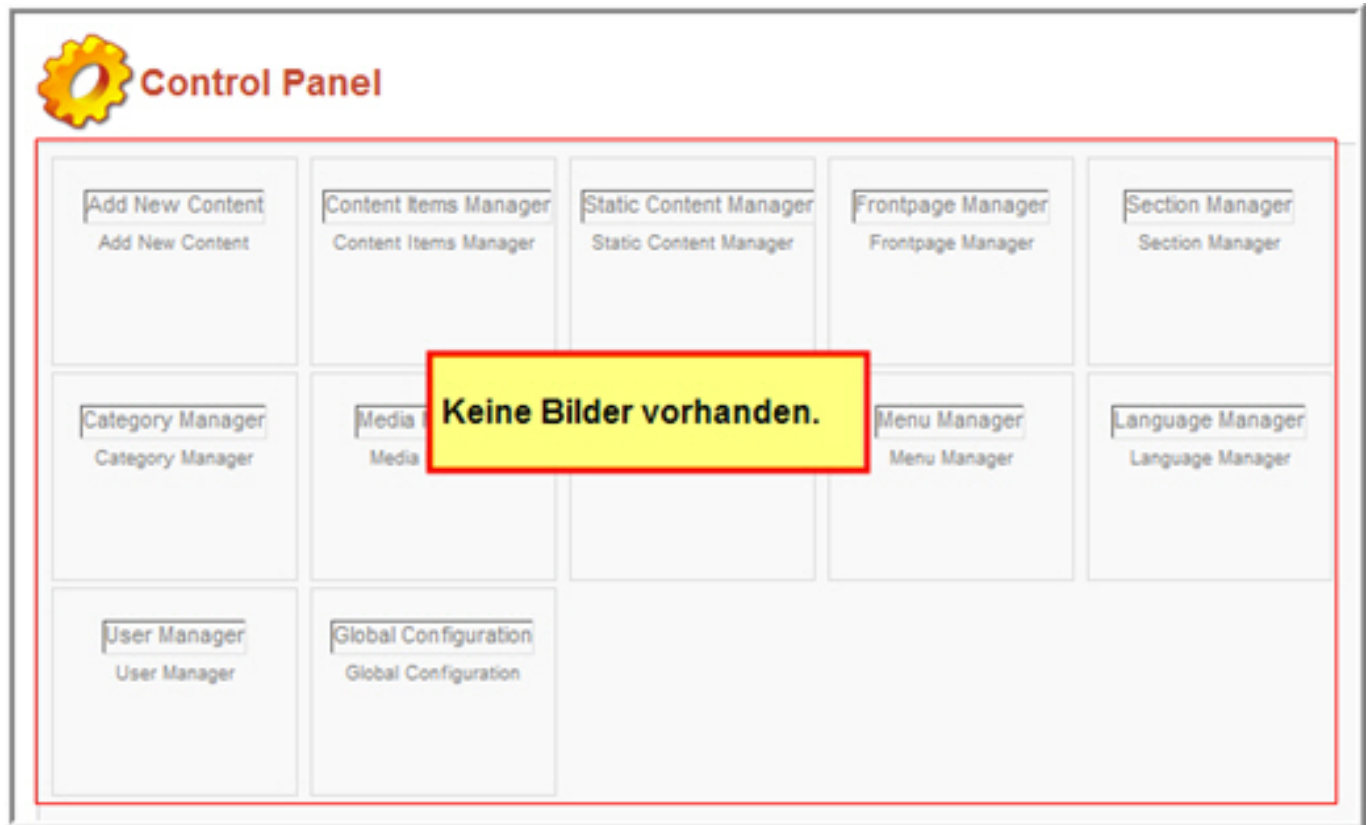 Control Panel
Add New Content
Content Items Manager
Static Content Manager
Frontpage Manager
Section Manager
Add New Content
Content Items Manager
Static Content Manager
Frontpage Manager
Section Manager
Keine Bilder vorhanden.
Category Manager
Media
Menu Manager
Language Manager
Category Manager
Media
Menu Manager
Language Manager
User Manager
Global Configuration
User Manager
Global Configuration